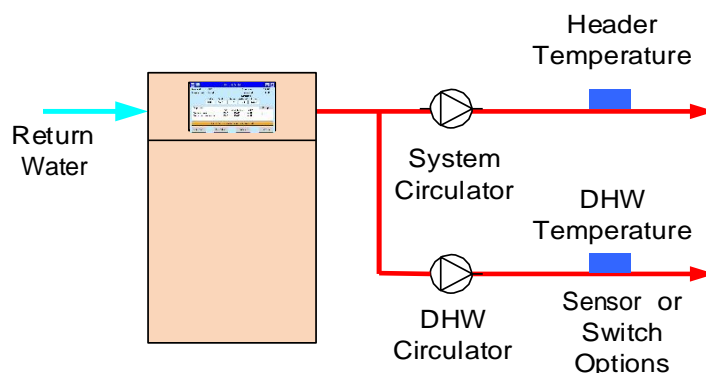 Header
Temperature
Return
Water
System
Circulator
DHW
Temperature
DHW
Circulator
Sensor or
Switch
Options